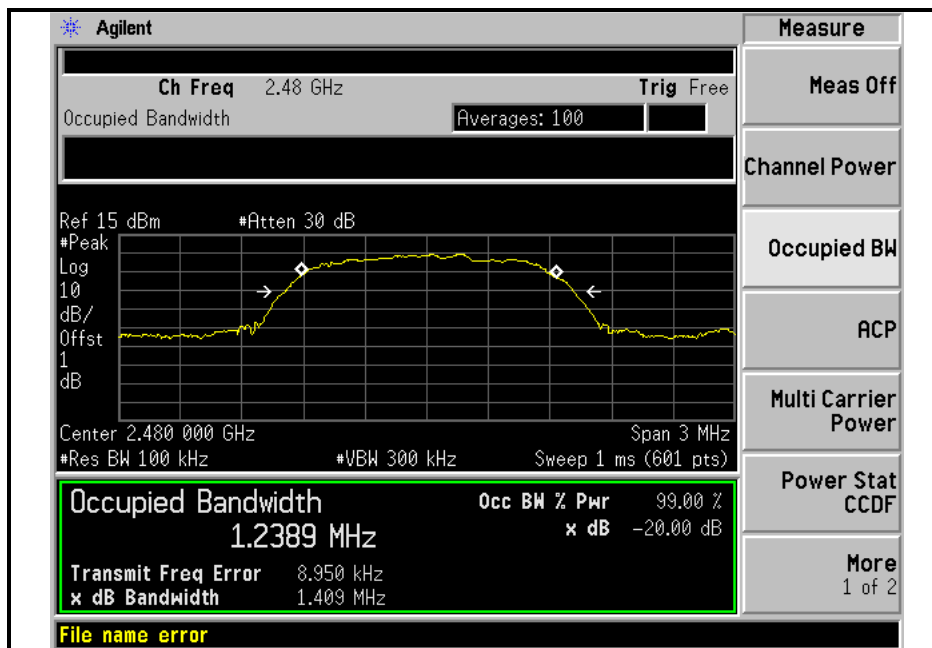 Agilent
Measure
Ch Freq 2.48 GHz Trig Free
Meas Off
Occupied Bandwidth Averages: 100
Channel Power
Ref 15 dBm #Atten 30 dB
#Peak
Log
10
dB/
Offst
1
dB
Occupied BW
ACP
Multi Carrier
Power
Center 2.480 000 GHz Span 3 MHz
#Res BW 100 kHz #VBW 300 kHz Sweep 1 ms (601 pts)
Power Stat
CCDF
Occupied Bandwidth Occ BW % Pwr 99.00 %
1.2389 MHz x dB -20.00 dB
Transmit Freq Error 8.950 kHz
x dB Bandwidth 1.409 MHz
More
1 of 2
File name error